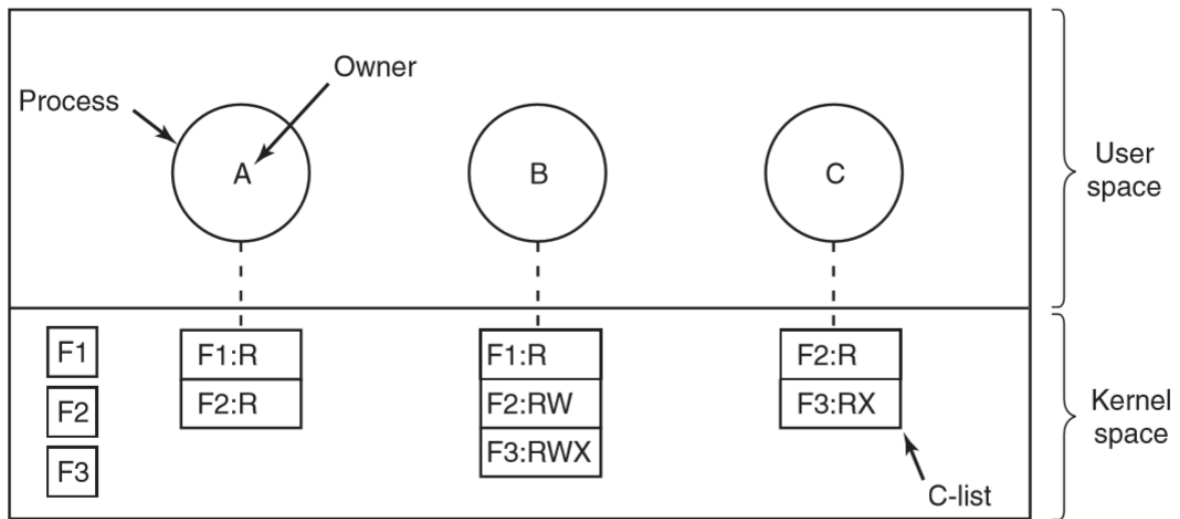 Owner
Process
A
B
C
User
space
F1
F2
F3
F1:R
F2:R
F1:R
F2:RW
F3:RWX
F2:R
F3:RX
C-list
Kernel
space